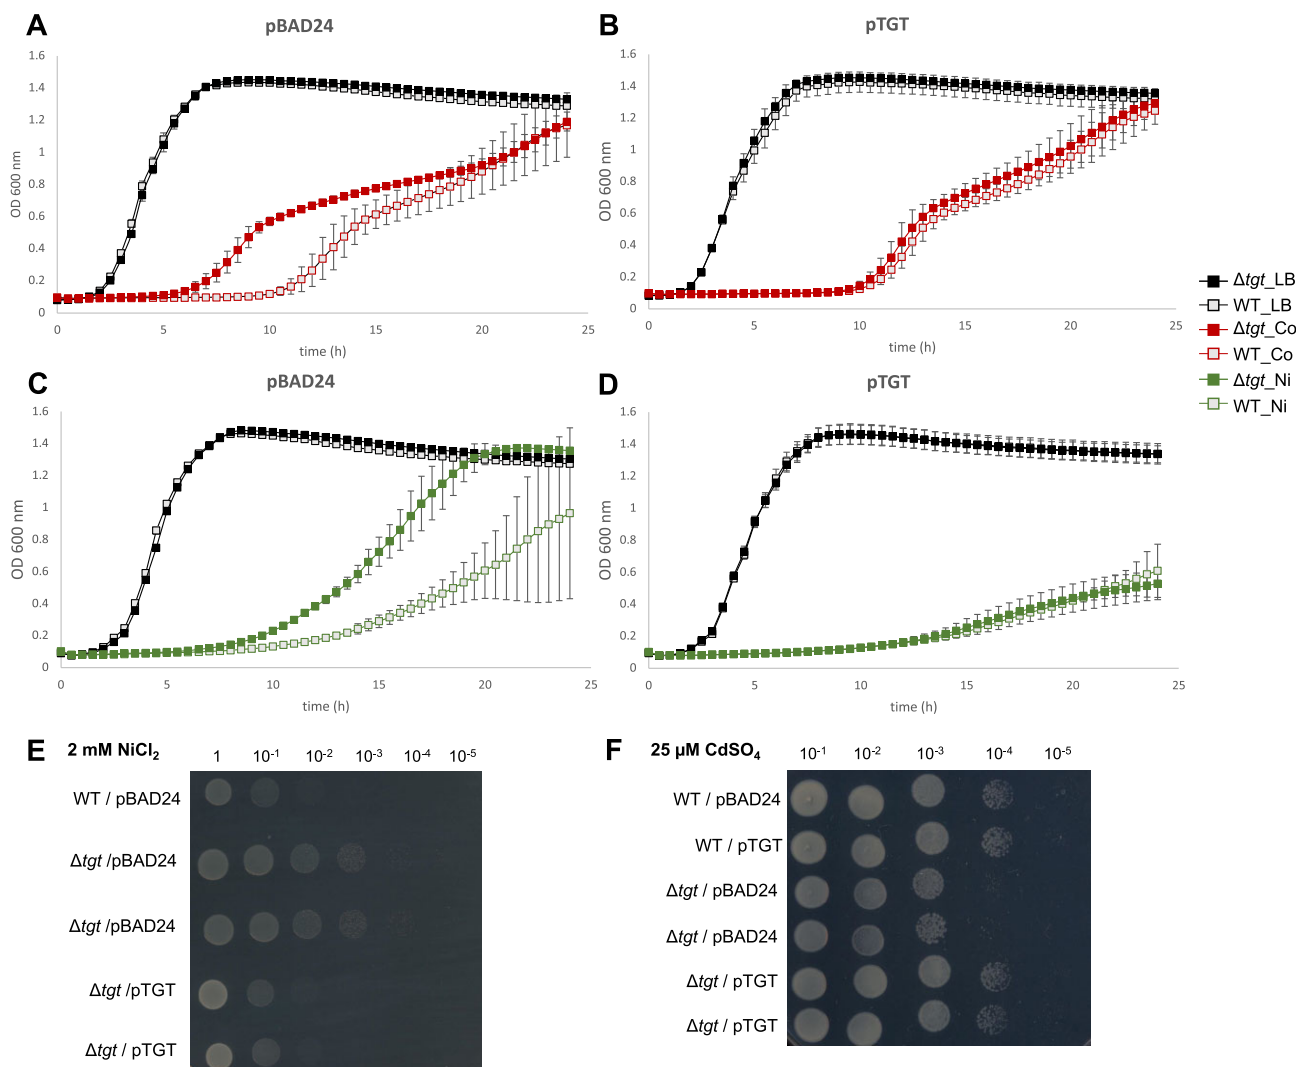 A
pBAD24
1.6
1.4
1.2
1
0.8
0.6
0.4
0.2
0
OD 600 nm
0 5 10 15 20 25
time (h)
B
pTGT
1.6
1.4
1.2
1
0.8
0.6
0.4
0.2
0
OD 600 nm
0 5 10 15 20 25
time (h)
Δtgt_LB
WT_LB
Δtgt_Co
WT_Co
Δtgt_Ni
WT_Ni
C
pBAD24
1.6
1.4
1.2
1
0.8
0.6
0.4
0.2
0
OD 600 nm
0 5 10 15 20 25
time (h)
D
pTGT
1.6
1.4
1.2
1
0.8
0.6
0.4
0.2
0
OD 600 nm
0 5 10 15 20 25
time (h)
E 2 mM NiCl₂ 1 10⁻¹ 10⁻² 10⁻³ 10⁻⁴ 10⁻⁵
WT / pBAD24
Δtgt /pBAD24
Δtgt /pBAD24
Δtgt /pTGT
Δtgt / pTGT
F 25 µM CdSO₄ 10⁻¹ 10⁻² 10⁻³ 10⁻⁴ 10⁻⁵
WT / pBAD24
WT / pTGT
Δtgt / pBAD24
Δtgt / pBAD24
Δtgt / pTGT
Δtgt / pTGT